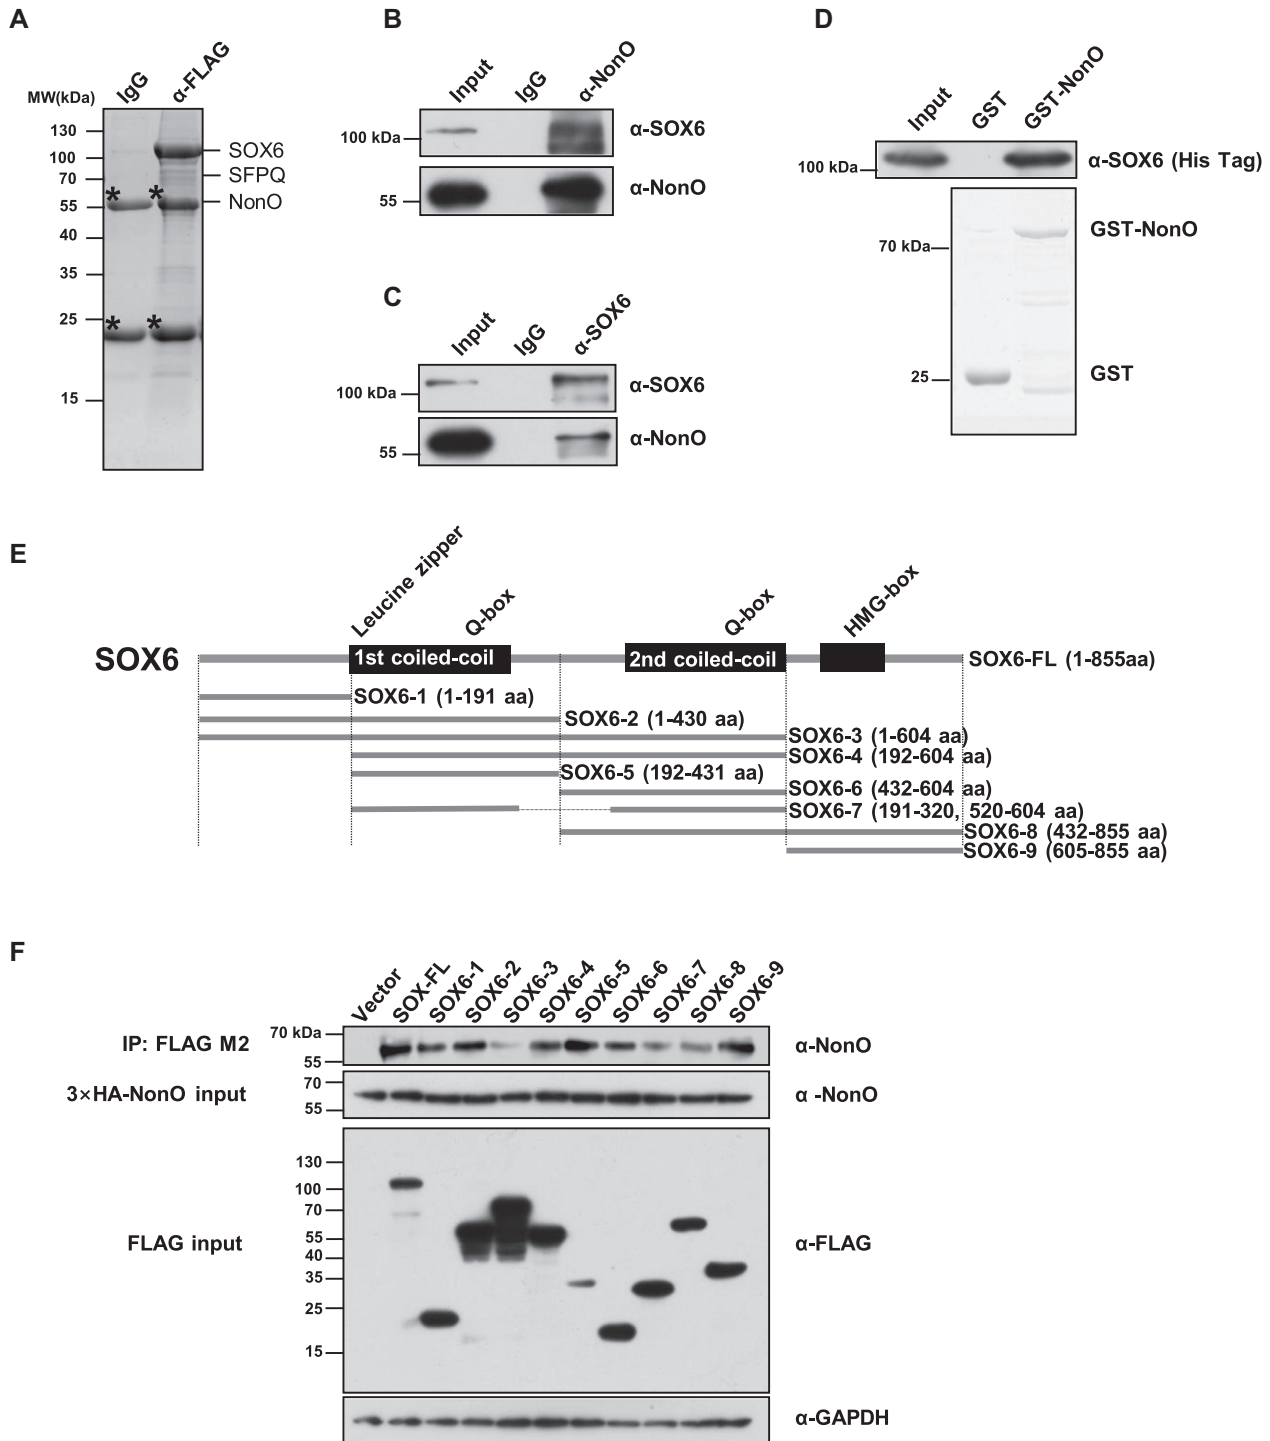 A
MW(kDa)
IgG
α-FLAG
130
100
70
55
40
35
25
15
SOX6
SFPQ
NonO
*
*
*
*
B
Input
IgG
α-NonO
100 kDa
α-SOX6
55
α-NonO
C
Input
IgG
α-SOX6
100 kDa
α-SOX6
55
α-NonO
D
Input
GST
GST-NonO
100 kDa
α-SOX6 (His Tag)
70 kDa
GST-NonO
25
GST
E
Leucine zipper
Q-box
Q-box
HMG-box
SOX6
1st coiled-coil
2nd coiled-coil
SOX6-FL (1-855aa)
SOX6-1 (1-191 aa)
SOX6-2 (1-430 aa)
SOX6-3 (1-604 aa)
SOX6-4 (192-604 aa)
SOX6-5 (192-431 aa)
SOX6-6 (432-604 aa)
SOX6-7 (191-320, 520-604 aa)
SOX6-8 (432-855 aa)
SOX6-9 (605-855 aa)
F
Vector
SOX-FL
SOX6-1
SOX6-2
SOX6-3
SOX6-4
SOX6-5
SOX6-6
SOX6-7
SOX6-8
SOX6-9
IP: FLAG M2
70 kDa
55
α-NonO
3×HA-NonO input
70
55
α -NonO
FLAG input
130
100
70
55
40
35
25
15
α-FLAG
α-GAPDH